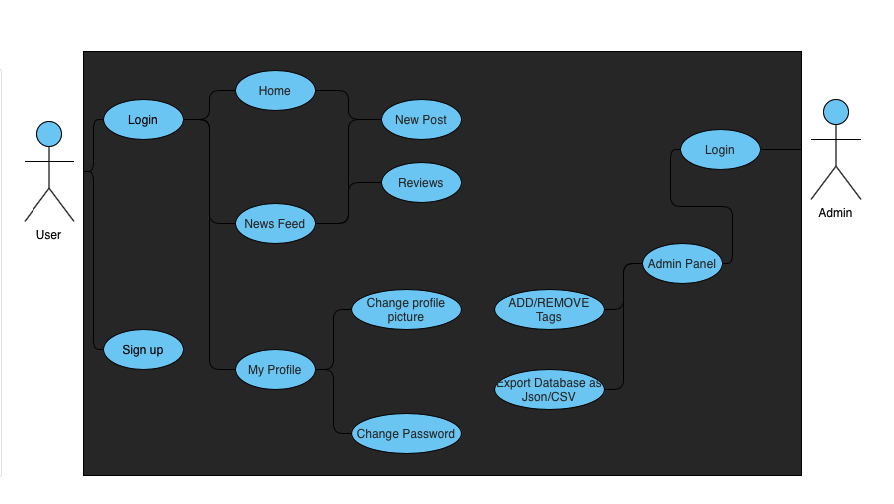 Home
Login
New Post
Login
Reviews
User
News Feed
Admin
Admin Panel
Change profile
picture
ADD/REMOVE
Tags
Sign up
My Profile
Export Database as
Json/CSV
Change Password